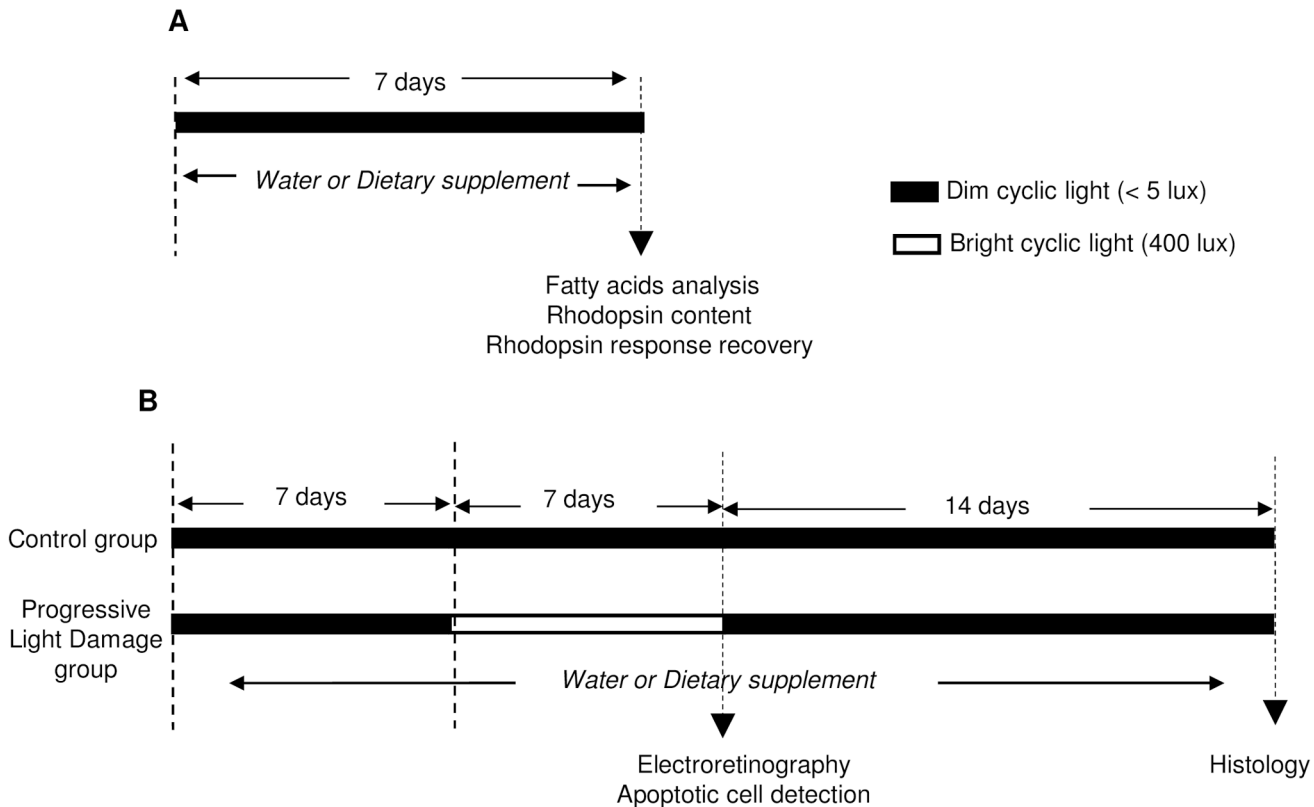 A
7 days
Water or Dietary supplement
Dim cyclic light (< 5 lux)
Bright cyclic light (400 lux)
Fatty acids analysis
Rhodopsin content
Rhodopsin response recovery
B
7 days
7 days
14 days
Control group
Progressive
Light Damage
group
Water or Dietary supplement
Electroretinography
Apoptotic cell detection
Histology